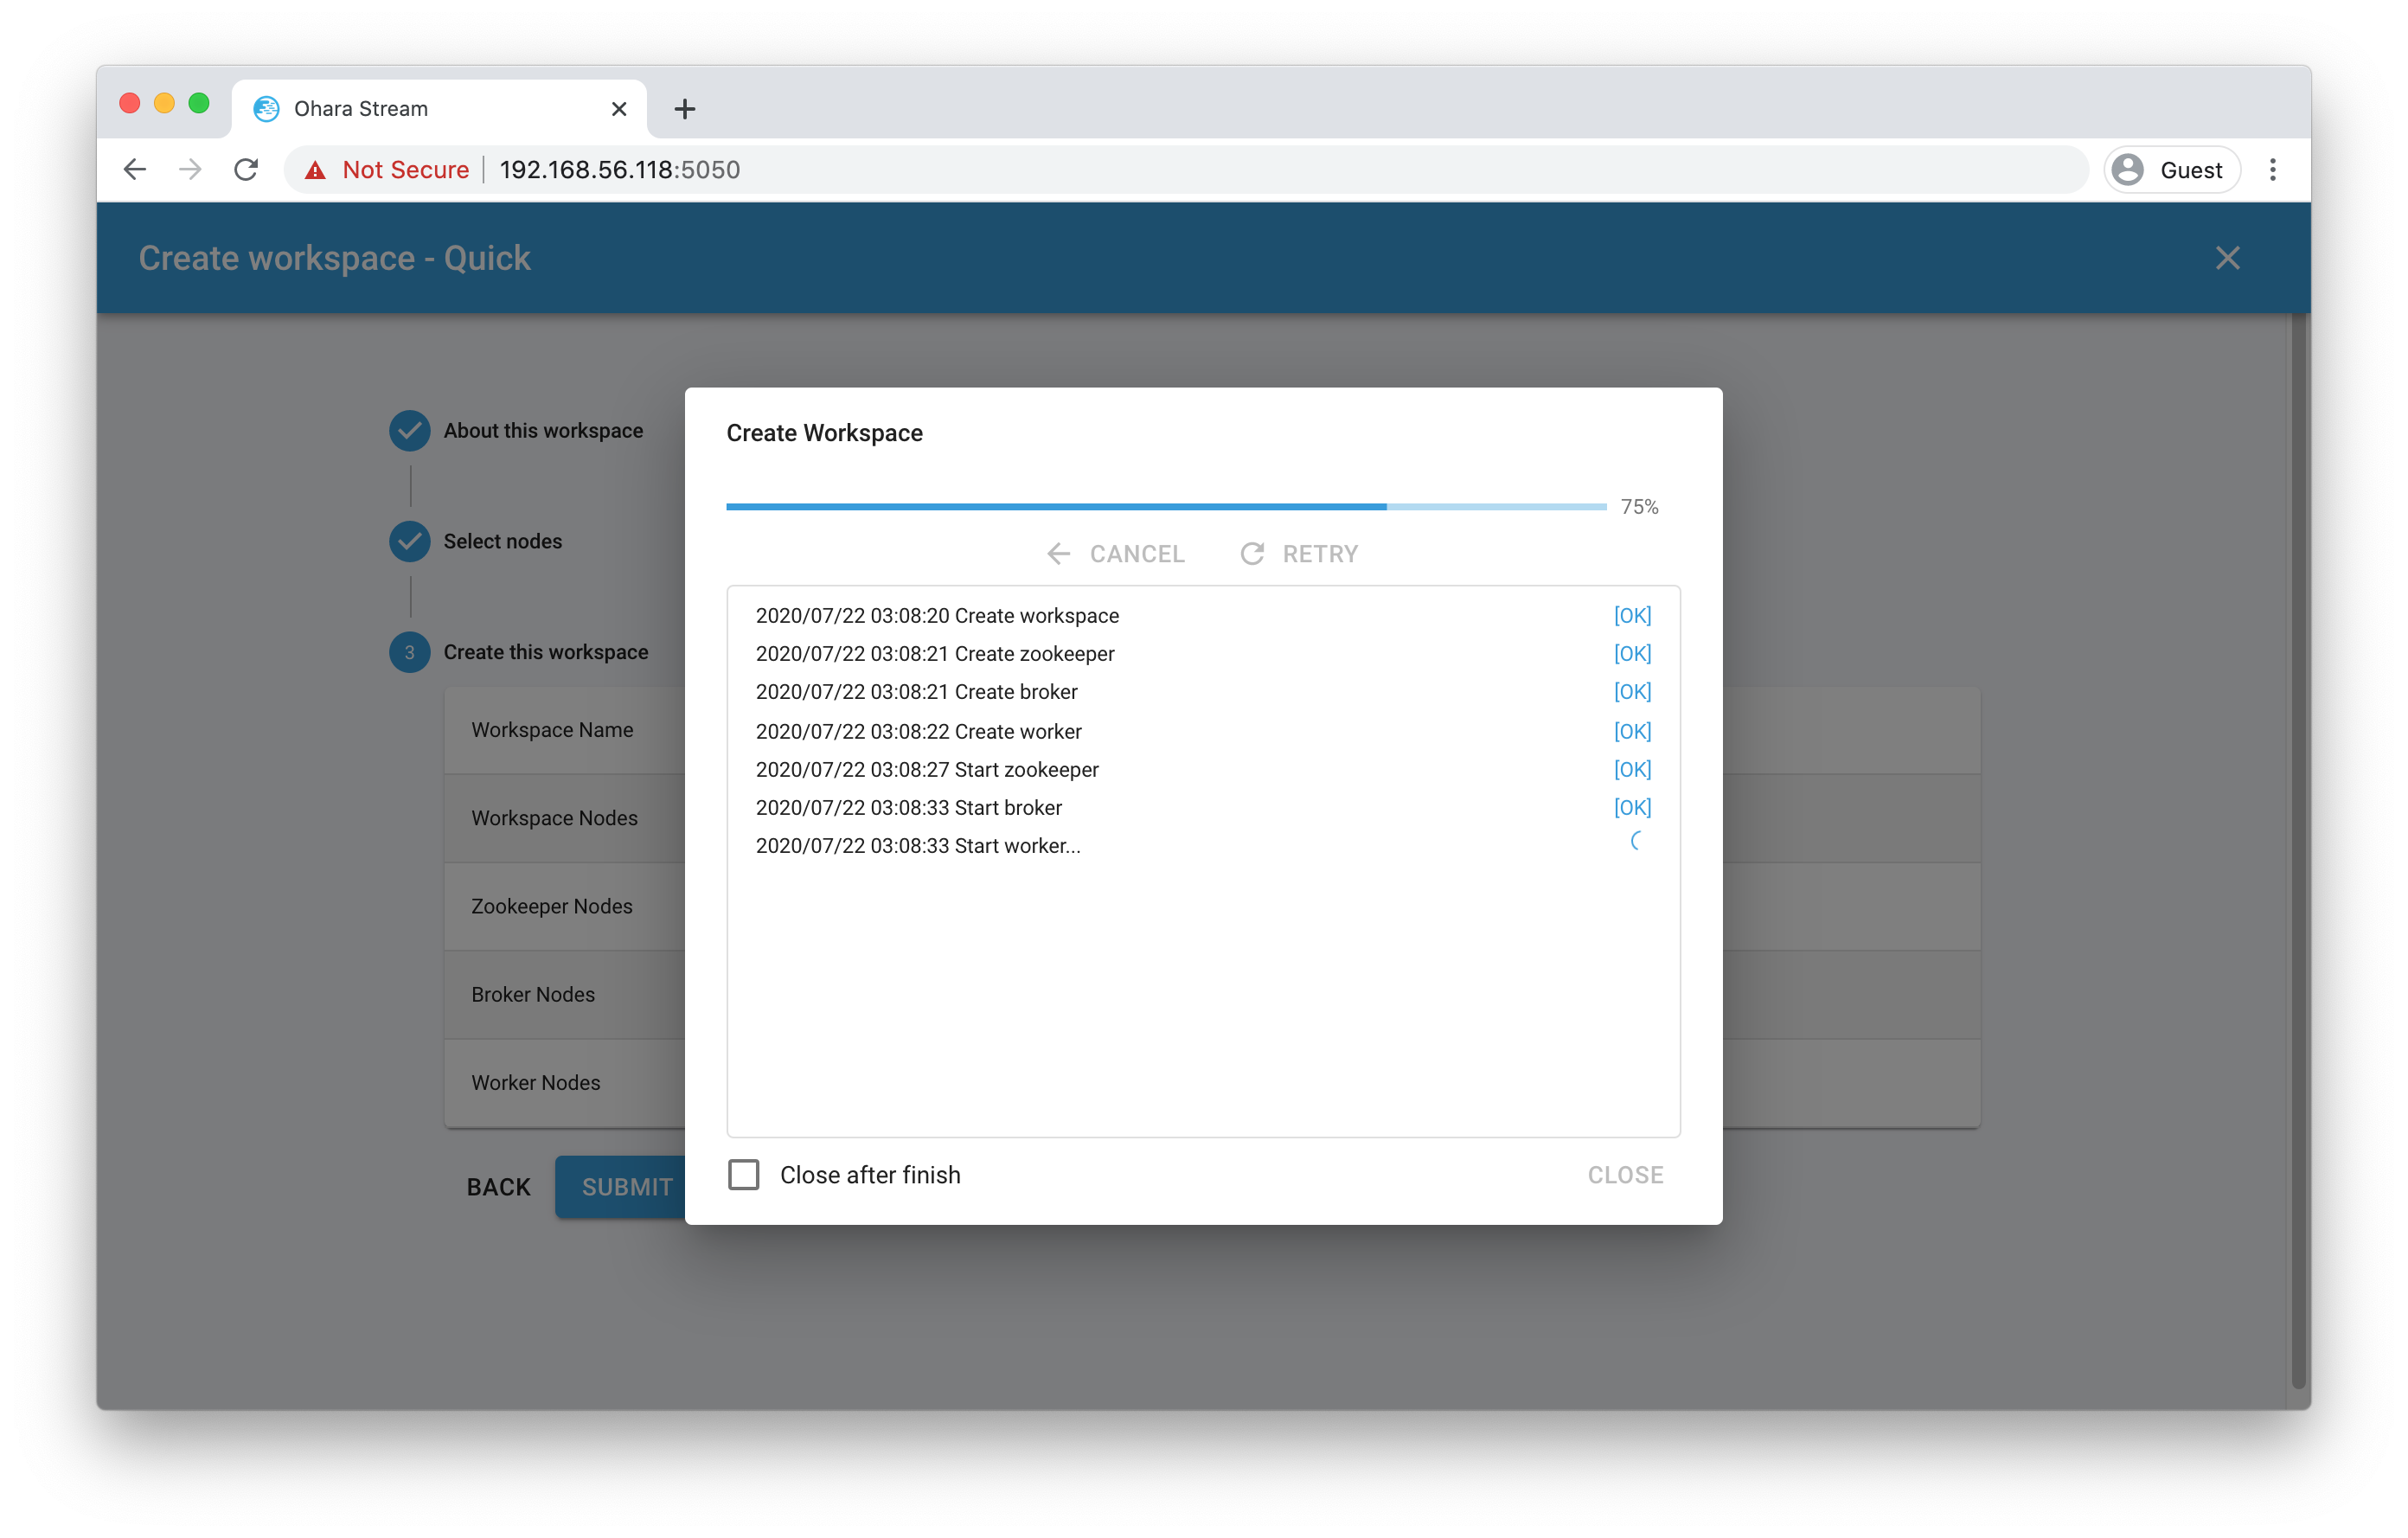 Ohara Stream
Not Secure 192.168.56.118:5050 Guest
Create workspace - Quick
About this workspace
Select nodes
3 Create this workspace
Workspace Name
Workspace Nodes
Zookeeper Nodes
Broker Nodes
Worker Nodes
BACK SUBMIT
Create Workspace
75%
CANCEL RETRY
2020/07/22 03:08:20 Create workspace [OK]
2020/07/22 03:08:21 Create zookeeper [OK]
2020/07/22 03:08:21 Create broker [OK]
2020/07/22 03:08:22 Create worker [OK]
2020/07/22 03:08:27 Start zookeeper [OK]
2020/07/22 03:08:33 Start broker [OK]
2020/07/22 03:08:33 Start worker...
Close after finish CLOSE